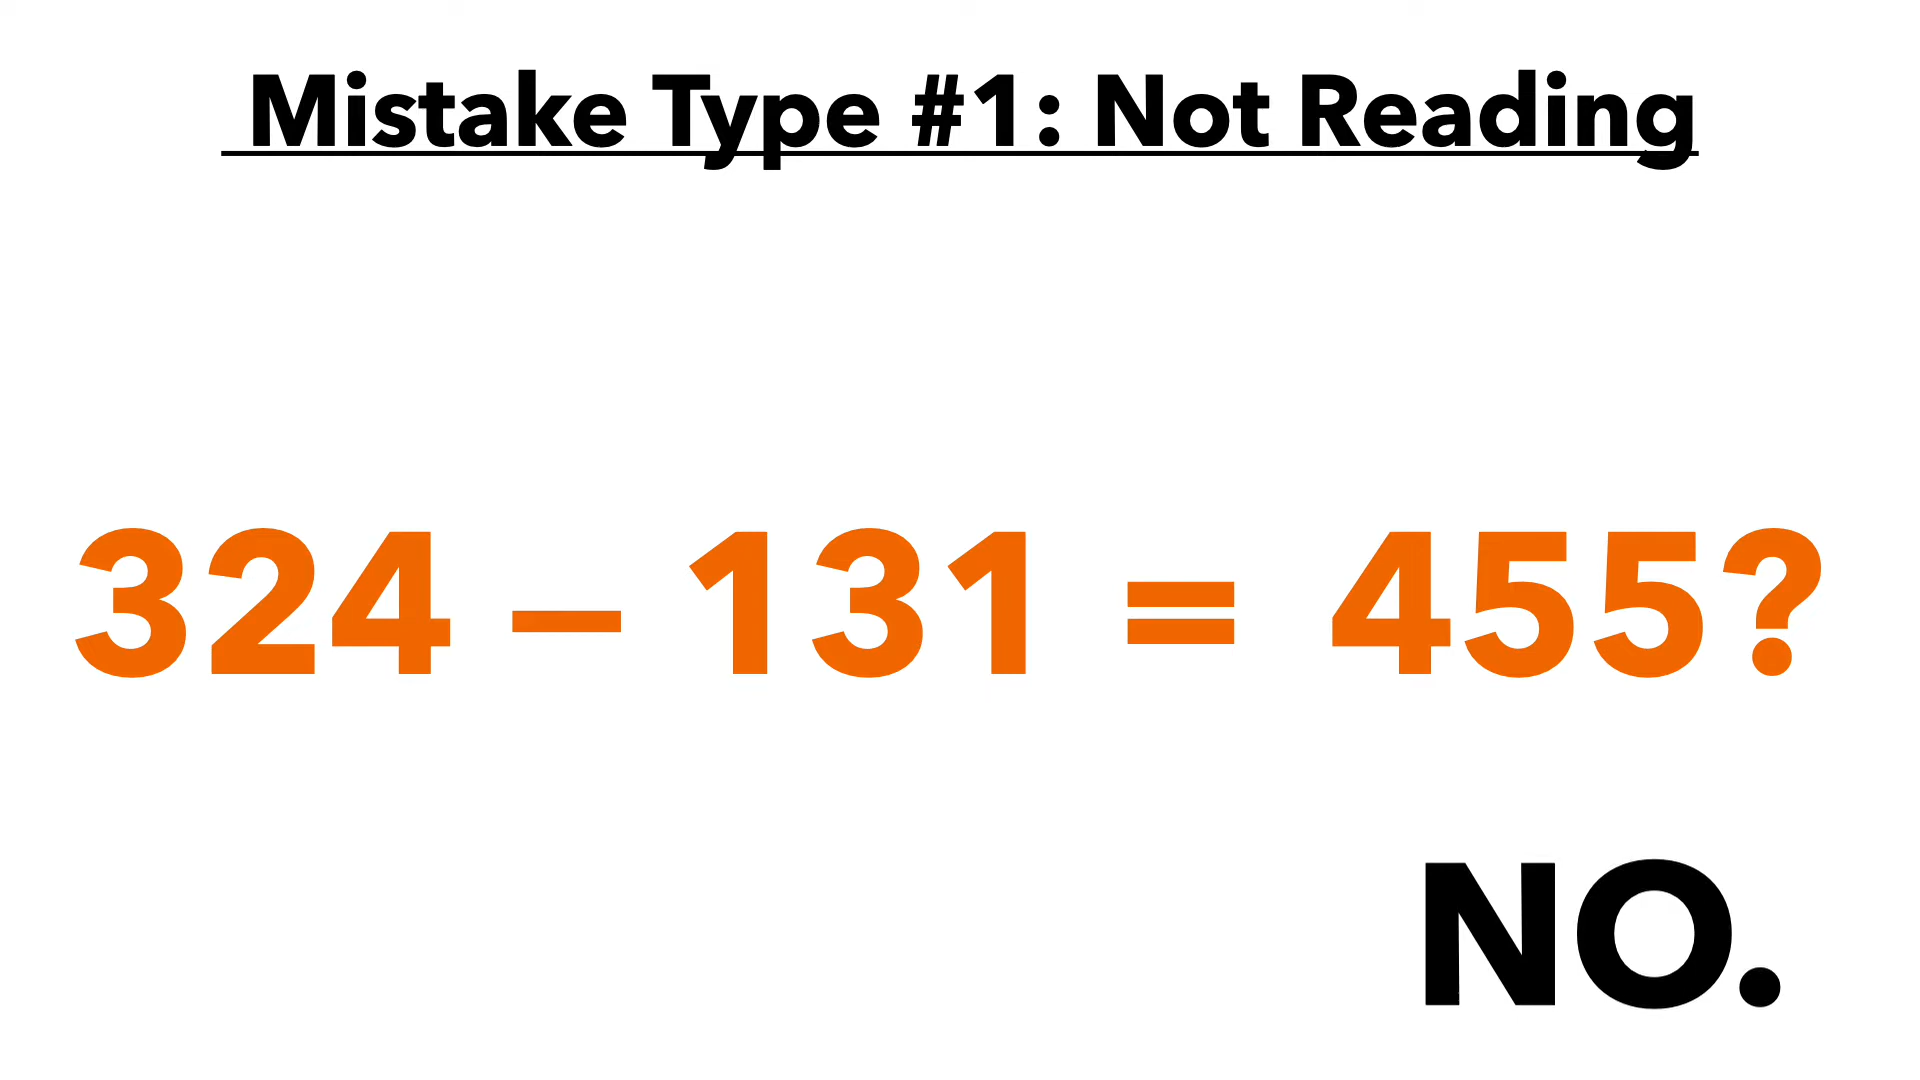 Mistake Type #1: Not Reading
324 – 131 = 455?
NO.